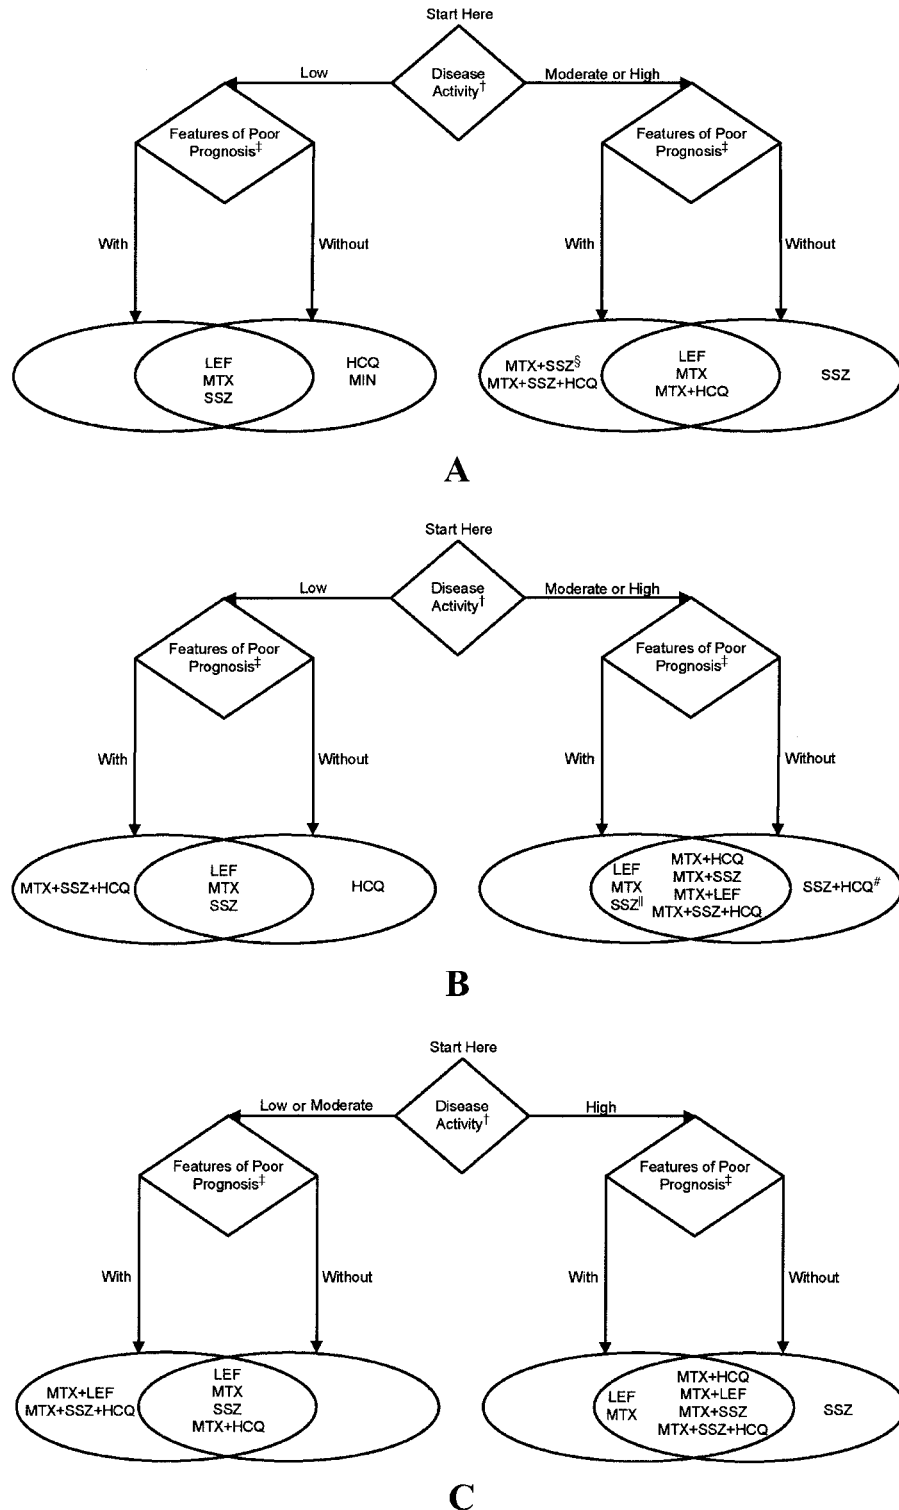 Start Here
Low
Disease
Activity†
Moderate or High
Features of Poor
Prognosis‡
Features of Poor
Prognosis‡
With
Without
With
Without
LEF
MTX
SSZ
HCQ
MIN
MTX+SSZ§
MTX+SSZ+HCQ
LEF
MTX
MTX+HCQ
SSZ
A
Start Here
Low
Disease
Activity†
Moderate or High
Features of Poor
Prognosis‡
Features of Poor
Prognosis‡
With
Without
With
Without
MTX+SSZ+HCQ
LEF
MTX
SSZ
HCQ
LEF
MTX
SSZ||
MTX+HCQ
MTX+SSZ
MTX+LEF
MTX+SSZ+HCQ
SSZ+HCQ#
B
Start Here
Low or Moderate
Disease
Activity†
High
Features of Poor
Prognosis‡
Features of Poor
Prognosis‡
With
Without
With
Without
MTX+LEF
MTX+SSZ+HCQ
LEF
MTX
SSZ
MTX+HCQ
LEF
MTX
MTX+HCQ
MTX+LEF
MTX+SSZ
MTX+SSZ+HCQ
SSZ
C